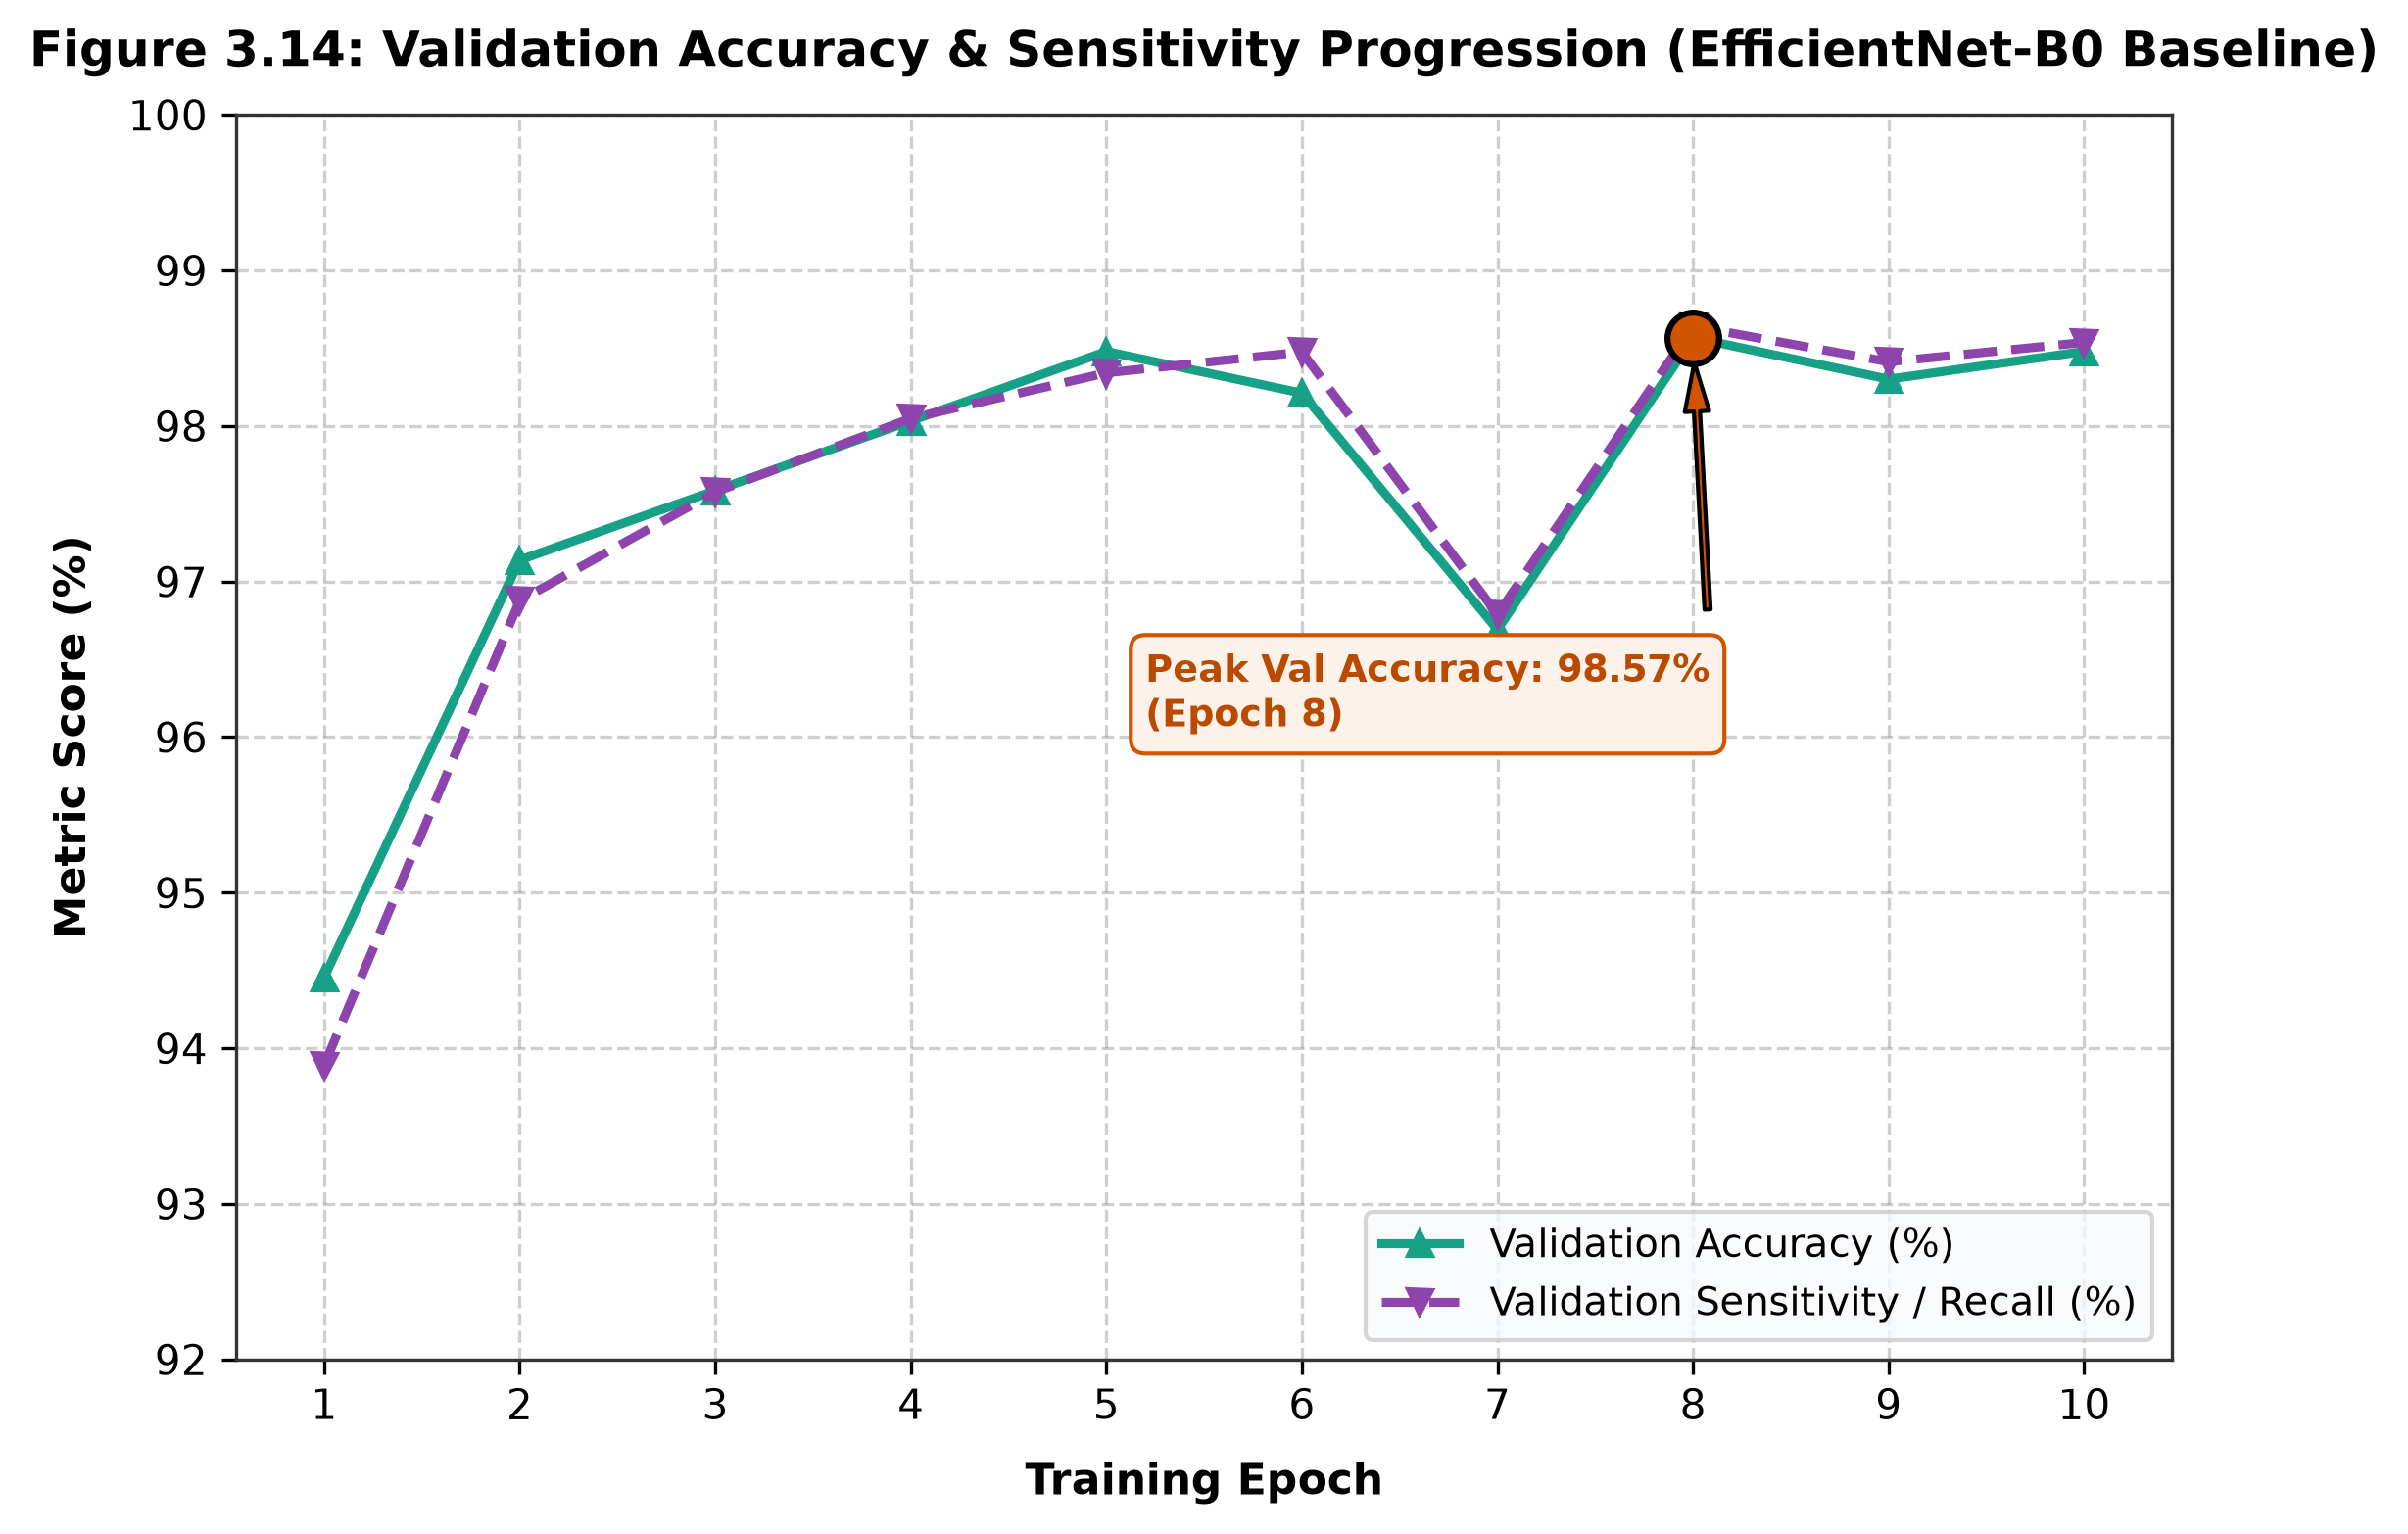 Figure 3.14: Validation Accuracy & Sensitivity Progression (EfficientNet-B0 Baseline)
100
99
98
97
96
95
94
93
92
Metric Score (%)
Peak Val Accuracy: 98.57%
(Epoch 8)
Validation Accuracy (%)
Validation Sensitivity / Recall (%)
1 2 3 4 5 6 7 8 9 10
Training Epoch